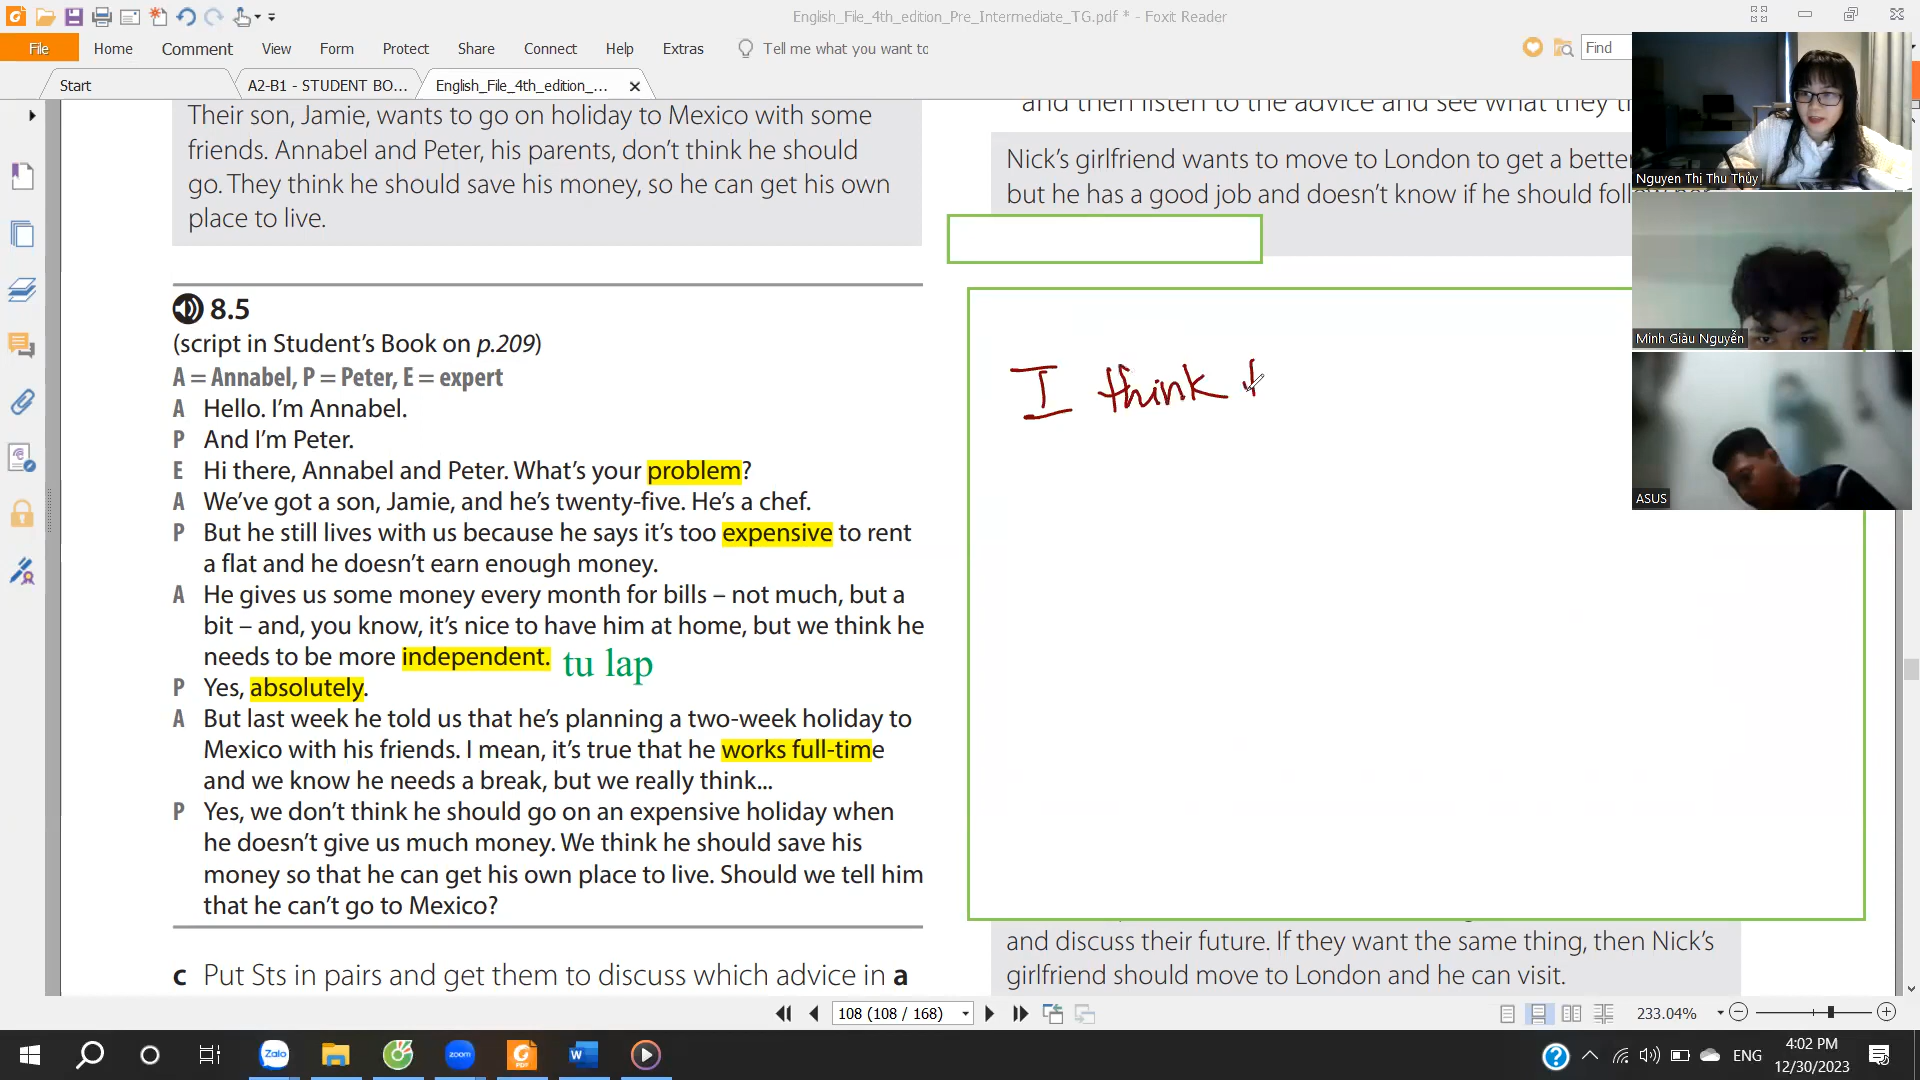 English_File_4th_edition_Pre_Intermediate_TG.pdf * - Foxit Reader
File Home Comment View Form Protect Share Connect Help Extras Tell me what you want to Find
Start A2-B1 - STUDENT BO... English_File_4th_edition_...
Their son, Jamie, wants to go on holiday to Mexico with some
friends. Annabel and Peter, his parents, don't think he should
go. They think he should save his money, so he can get his own
place to live.
8.5
(script in Student's Book on p.209)
A = Annabel, P = Peter, E = expert
A Hello. I'm Annabel.
P And I'm Peter.
E Hi there, Annabel and Peter. What's your problem?
A We've got a son, Jamie, and he's twenty-five. He's a chef.
P But he still lives with us because he says it's too expensive to rent
a flat and he doesn't earn enough money.
A He gives us some money every month for bills – not much, but a
bit – and, you know, it's nice to have him at home, but we think he
needs to be more independent. tu lap
P Yes, absolutely.
A But last week he told us that he's planning a two-week holiday to
Mexico with his friends. I mean, it's true that he works full-time
and we know he needs a break, but we really think...
P Yes, we don't think he should go on an expensive holiday when
he doesn't give us much money. We think he should save his
money so that he can get his own place to live. Should we tell him
that he can't go to Mexico?
c Put Sts in pairs and get them to discuss which advice in a
and then listen to the advice and see what they
Nick's girlfriend wants to move to London to get a better
but he has a good job and doesn't know if he should
I think
and discuss their future. If they want the same thing, then Nick's
girlfriend should move to London and he can visit.
Nguyen Thị Thu Thủy
Minh Giàu Nguyễn
ASUS
108 (108 / 168)
233.04%
Zalo
zoom
ENG
4:02 PM
12/30/2023